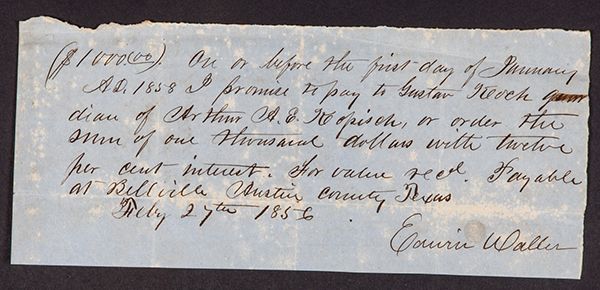 ($1000(00)). On or before the first day of January
AD, 1858 I promise to pay to Gustav Koch guar
dian of Arthur A. E. Kopisch, or order the
sum of one thousand dollars with twelve
per cent interest. For value recd. Payable
at Bellville Austin County Texas
Feby 27th 1856
Edwin Waller